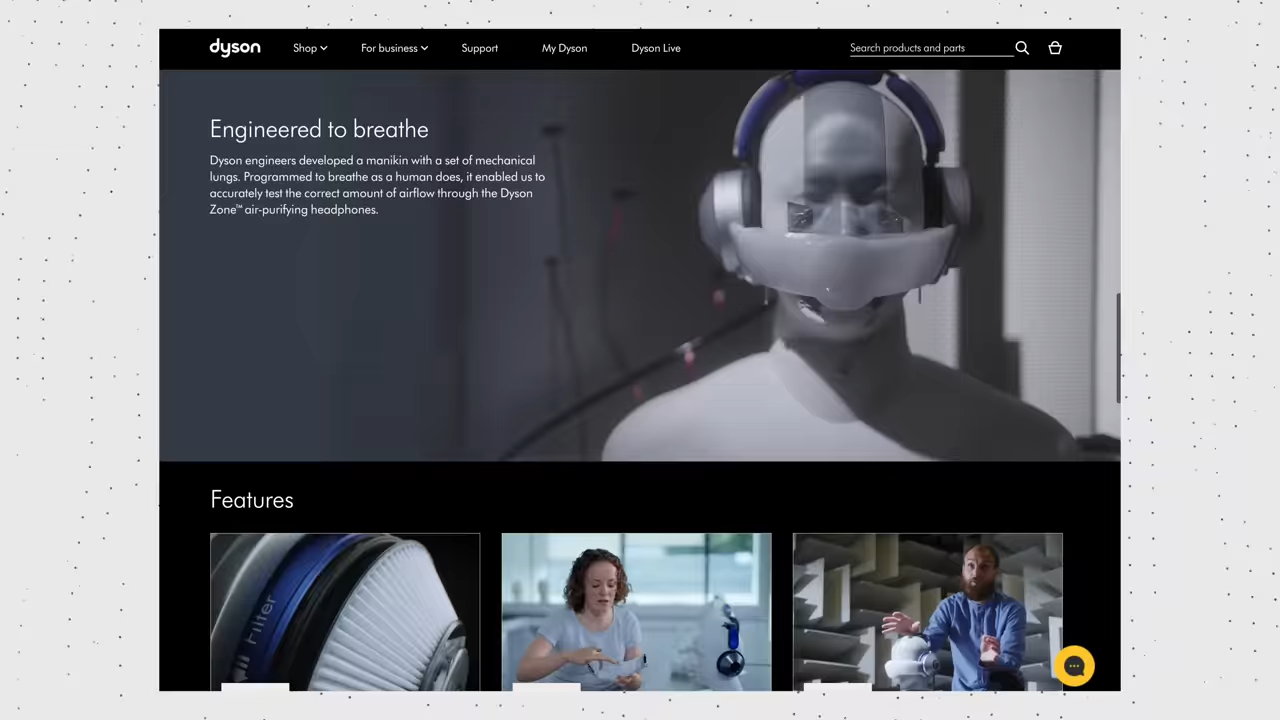 dyson
Shop
For business
Support
My Dyson
Dyson Live
Search products and parts
Engineered to breathe
Dyson engineers developed a manikin with a set of mechanical
lungs. Programmed to breathe as a human does, it enabled us to
accurately test the correct amount of airflow through the Dyson
Zone™ air-purifying headphones.
Features
Filter